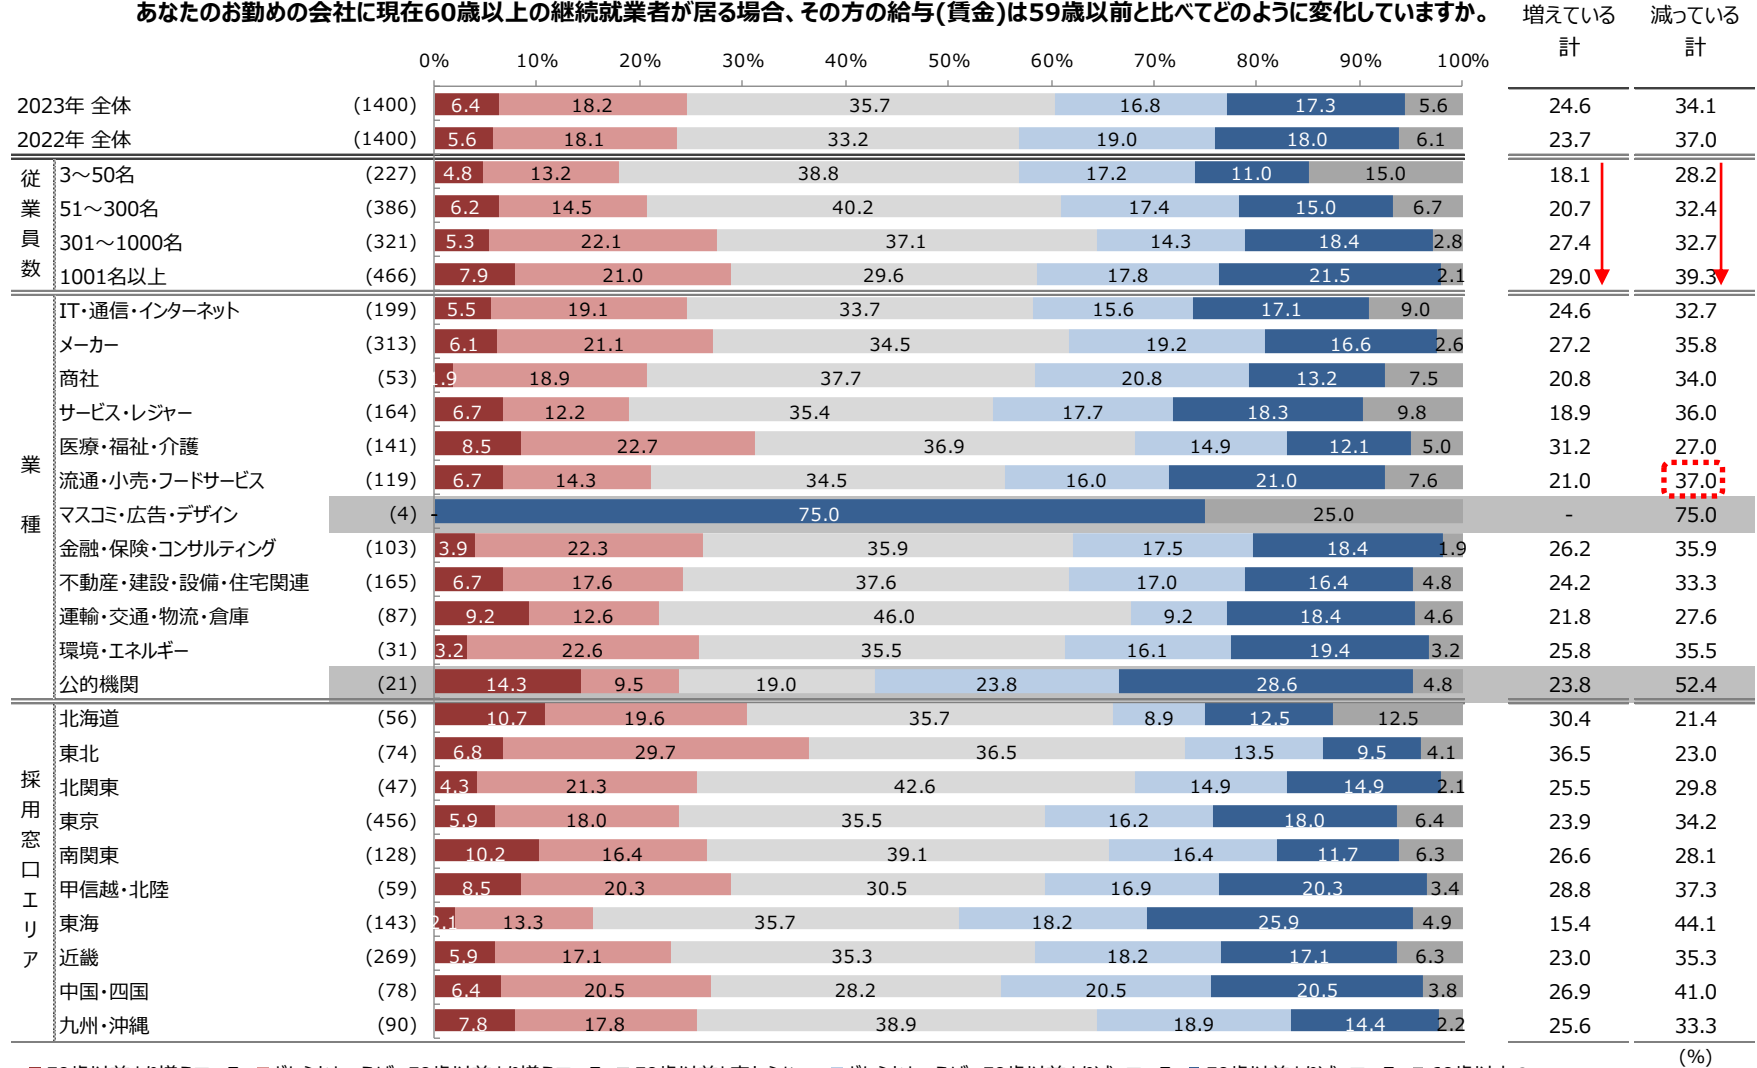 あなたのお勤めの会社に現在60歳以上の継続就業者が居る場合、その方の給与(賃金)は59歳以前と比べてどのように変化していますか。
増えている 計 減っている 計
0% 10% 20% 30% 40% 50% 60% 70% 80% 90% 100%
2023年 全体 (1400) 6.4 18.2 35.7 16.8 17.3 5.6 24.6 34.1
2022年 全体 (1400) 5.6 18.1 33.2 19.0 18.0 6.1 23.7 37.0
従業員数
3～50名 (227) 4.8 13.2 38.8 17.2 11.0 15.0 18.1 28.2
51～300名 (386) 6.2 14.5 40.2 17.4 15.0 6.7 20.7 32.4
301～1000名 (321) 5.3 22.1 37.1 14.3 18.4 2.8 27.4 32.7
1001名以上 (466) 7.9 21.0 29.6 17.8 21.5 2.1 29.0 39.3
業種
IT・通信・インターネット (199) 5.5 19.1 33.7 15.6 17.1 9.0 24.6 32.7
メーカー (313) 6.1 21.1 34.5 19.2 16.6 2.6 27.2 35.8
商社 (53) 1.9 18.9 37.7 20.8 13.2 7.5 20.8 34.0
サービス・レジャー (164) 6.7 12.2 35.4 17.7 18.3 9.8 18.9 36.0
医療・福祉・介護 (141) 8.5 22.7 36.9 14.9 12.1 5.0 31.2 27.0
流通・小売・フードサービス (119) 6.7 14.3 34.5 16.0 21.0 7.6 21.0 37.0
マスコミ・広告・デザイン (4) - 75.0 25.0 - 75.0
金融・保険・コンサルティング (103) 3.9 22.3 35.9 17.5 18.4 1.9 26.2 35.9
不動産・建設・設備・住宅関連 (165) 6.7 17.6 37.6 17.0 16.4 4.8 24.2 33.3
運輸・交通・物流・倉庫 (87) 9.2 12.6 46.0 9.2 18.4 4.6 21.8 27.6
環境・エネルギー (31) 3.2 22.6 35.5 16.1 19.4 3.2 25.8 35.5
公的機関 (21) 14.3 9.5 19.0 23.8 28.6 4.8 23.8 52.4
採用窓口エリア
北海道 (56) 10.7 19.6 35.7 8.9 12.5 12.5 30.4 21.4
東北 (74) 6.8 29.7 36.5 13.5 9.5 4.1 36.5 23.0
北関東 (47) 4.3 21.3 42.6 14.9 14.9 2.1 25.5 29.8
東京 (456) 5.9 18.0 35.5 16.2 18.0 6.4 23.9 34.2
南関東 (128) 10.2 16.4 39.1 16.4 11.7 6.3 26.6 28.1
甲信越・北陸 (59) 8.5 20.3 30.5 16.9 20.3 3.4 28.8 37.3
東海 (143) 2.1 13.3 35.7 18.2 25.9 4.9 15.4 44.1
近畿 (269) 5.9 17.1 35.3 18.2 17.1 6.3 23.0 35.3
中国・四国 (78) 6.4 20.5 28.2 20.5 20.5 3.8 26.9 41.0
九州・沖縄 (90) 7.8 17.8 38.9 18.9 14.4 2.2 25.6 33.3
(%)